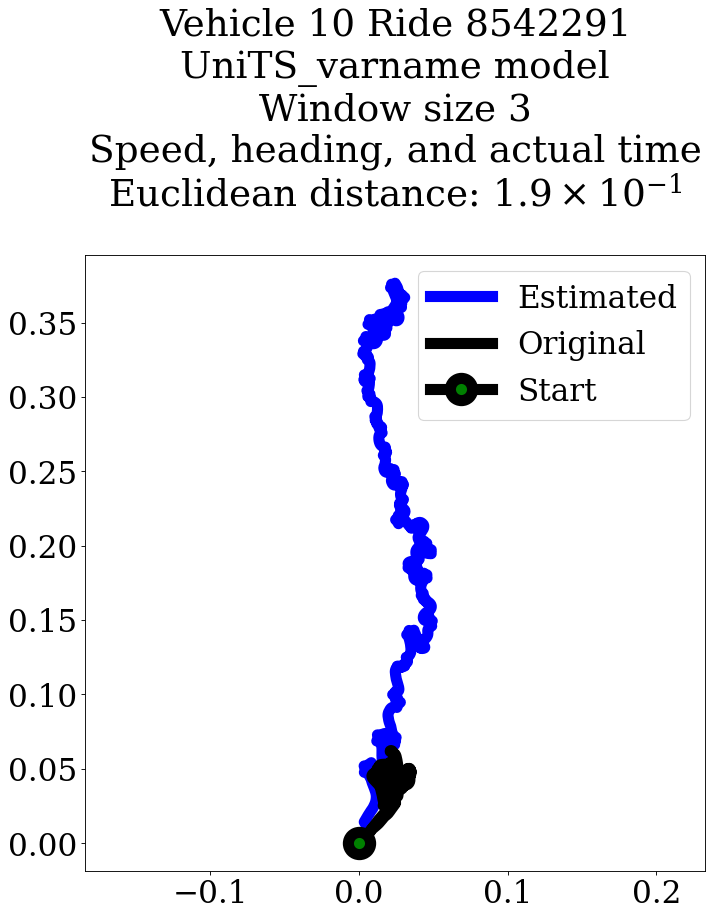 Vehicle 10 Ride 8542291
UniTS_varname model
Window size 3
Speed, heading, and actual time
Euclidean distance: 1.9 × 10⁻¹
Estimated
Original
Start
0.35
0.30
0.25
0.20
0.15
0.10
0.05
0.00
−0.1 0.0 0.1 0.2